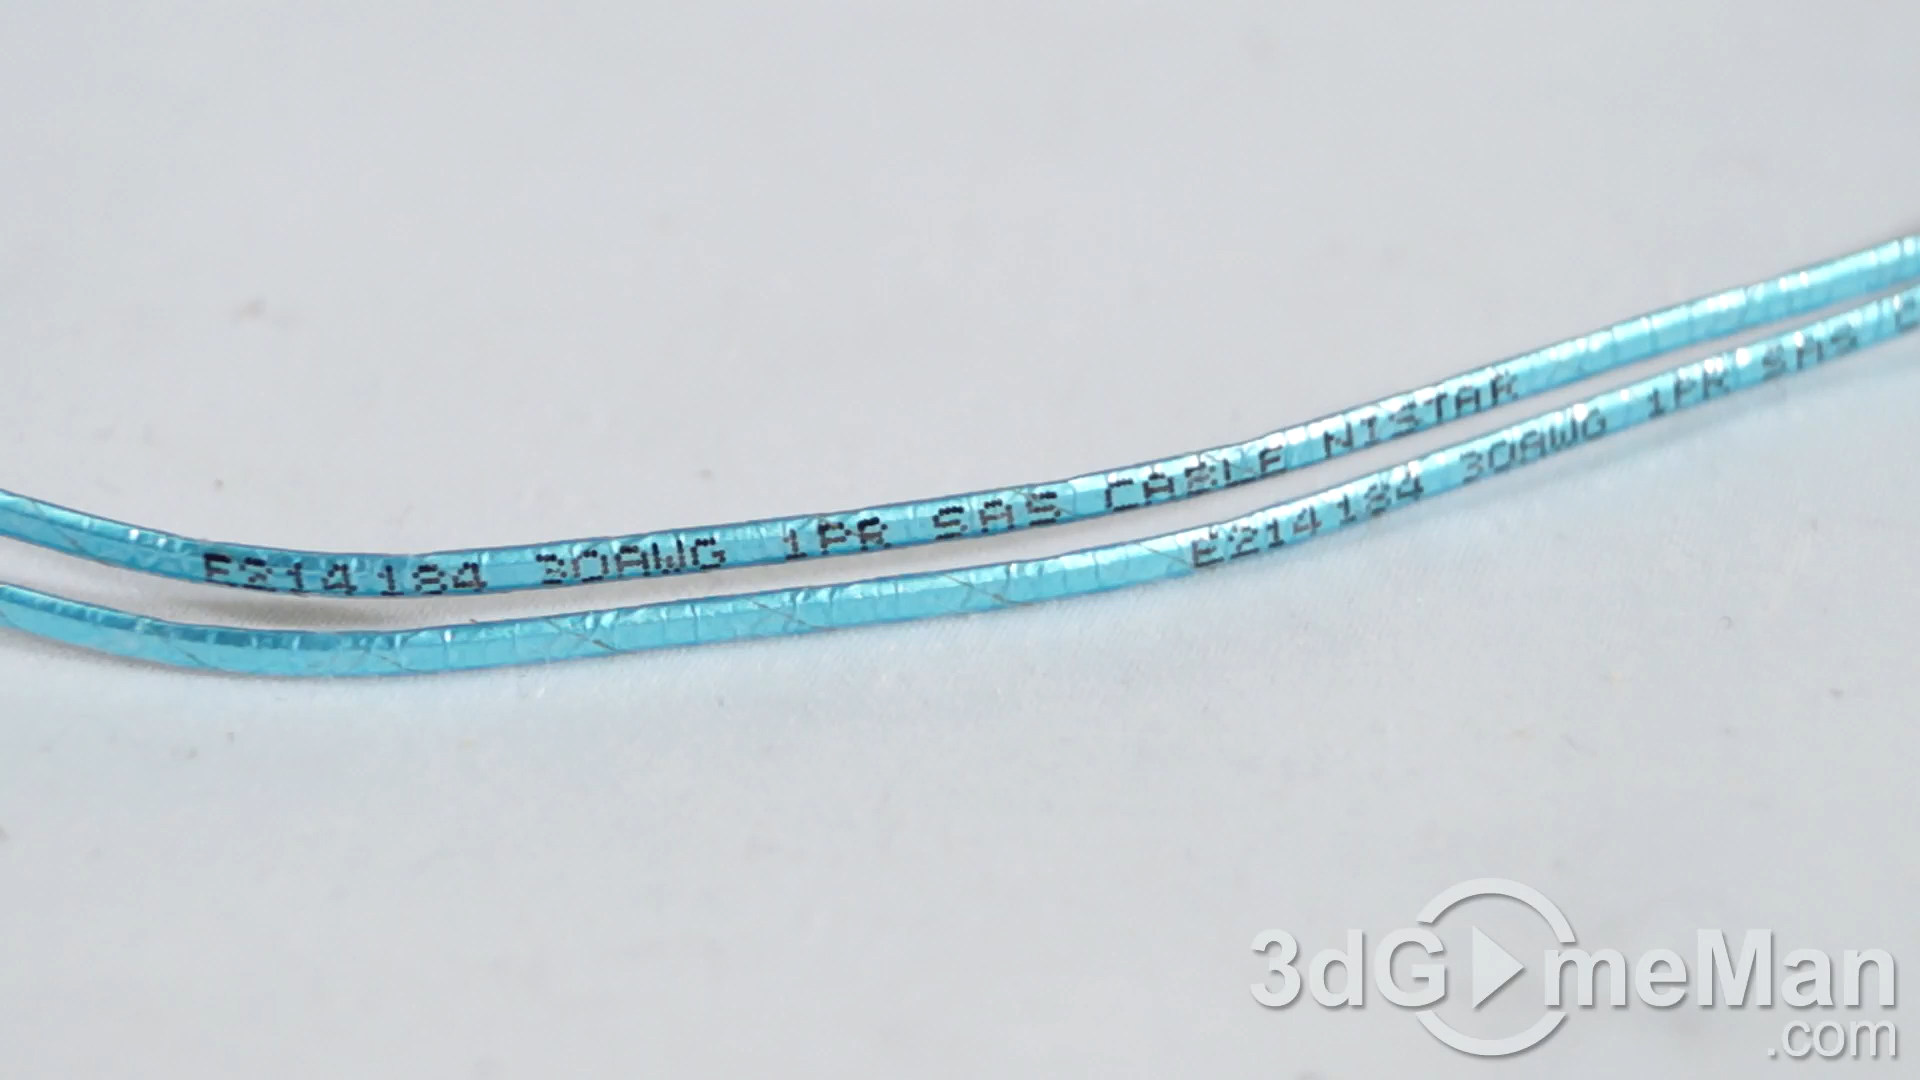 E214184 30AWG 1PR SAS CABLE NISTAR
E214184 30AWG 1PR SAS
3dGameMan
.com